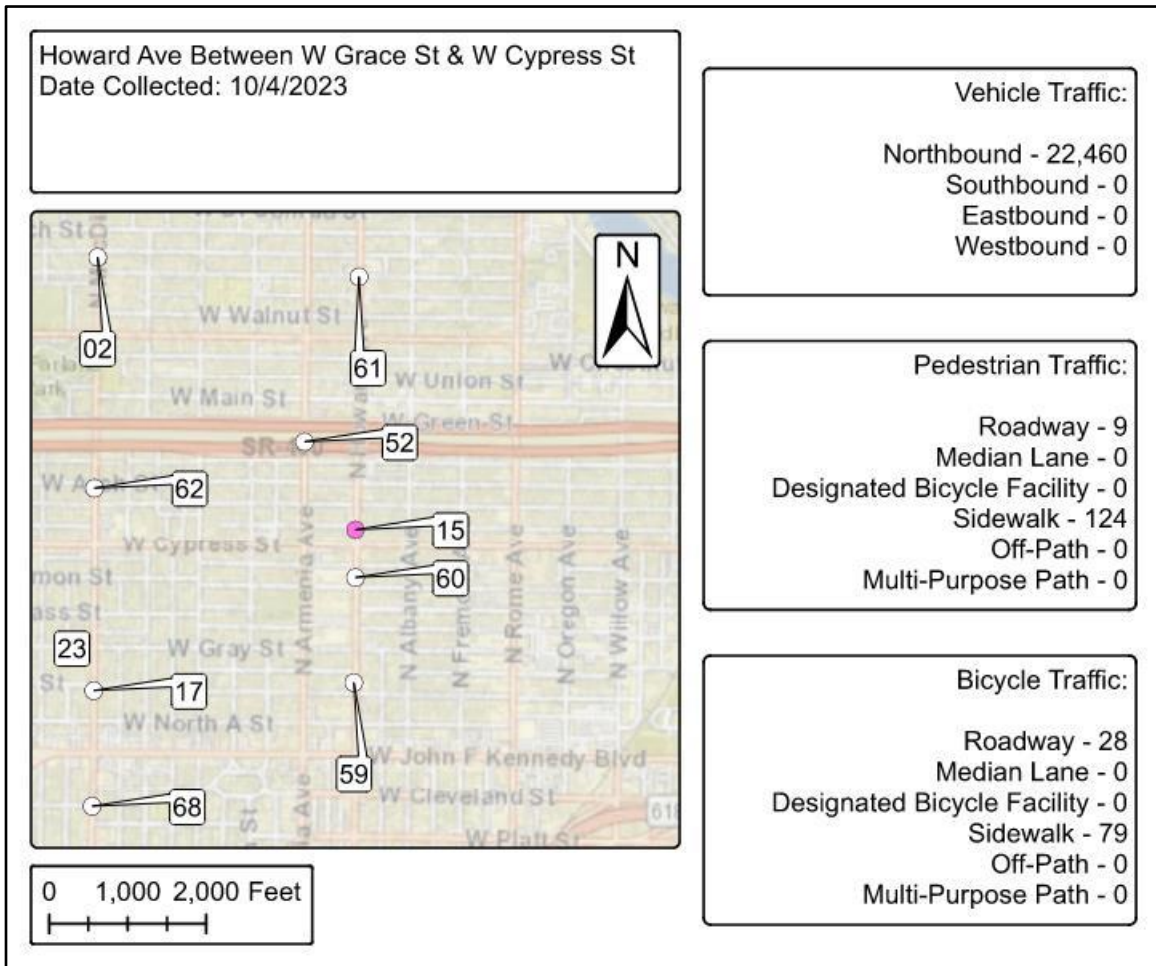 Howard Ave Between W Grace St & W Cypress St
Date Collected: 10/4/2023
Vehicle Traffic:
Northbound - 22,460
Southbound - 0
Eastbound - 0
Westbound - 0
N
W Walnut St
02
61
W Union St
W Main St
W Green St
52
62
15
W Cypress St
60
N Armenia Ave
N Albany Ave
N Rome Ave
N Oregon Ave
N Willow Ave
23
W Gray St
17
W North A St
59
W John F Kennedy Blvd
W Cleveland St
68
618
W Platt St
0 1,000 2,000 Feet
Pedestrian Traffic:
Roadway - 9
Median Lane - 0
Designated Bicycle Facility - 0
Sidewalk - 124
Off-Path - 0
Multi-Purpose Path - 0
Bicycle Traffic:
Roadway - 28
Median Lane - 0
Designated Bicycle Facility - 0
Sidewalk - 79
Off-Path - 0
Multi-Purpose Path - 0